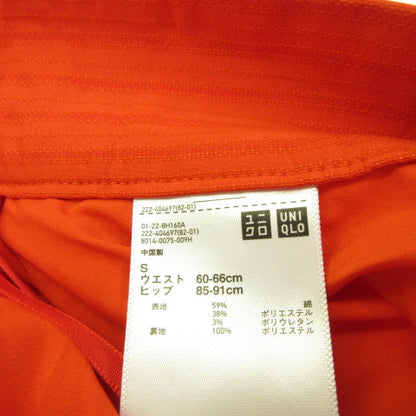 222-404697(82-01)
01-22-8H160A
222-404697(82-01)
8014-0075-009H
中国製
ユニ
クロ
UNI
QLO
S
ウエスト 60-66cm
ヒップ 85-91cm
表地 59% 綿
38% ポリエステル
3% ポリウレタン
裏地 100% ポリエステル